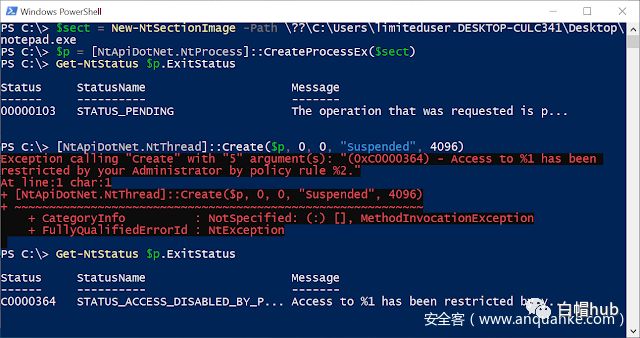 Windows PowerShell
PS C:\> $sect = New-NtSectionImage -Path \??\C:\Users\limiteduser.DESKTOP-CULC341\Desktop\
notepad.exe
PS C:\> $p = [NtApiDotNet.NtProcess]::CreateProcessEx($sect)
PS C:\> Get-NtStatus $p.ExitStatus
Status StatusName Message
------ ---------- -------
00000103 STATUS_PENDING The operation that was requested is p...
PS C:\> [NtApiDotNet.NtThread]::Create($p, 0, 0, "Suspended", 4096)
Exception calling "Create" with "5" argument(s): "(0xC0000364) - Access to %1 has been
restricted by your Administrator by policy rule %2."
At line:1 char:1
+ [NtApiDotNet.NtThread]::Create($p, 0, 0, "Suspended", 4096)
+ ~~~~~~~~~~~~~~~~~~~~~~~~~~~~~~~~~~~~~~~~~~~~~~~~~~~~~~~~~~~
+ CategoryInfo : NotSpecified: (:) [], MethodInvocationException
+ FullyQualifiedErrorId : NtException
PS C:\> Get-NtStatus $p.ExitStatus
Status StatusName Message
------ ---------- -------
C0000364 STATUS_ACCESS_DISABLED_BY_P... Access to %1 has been restricted by
白帽hub
安全客（www.anquanke.com）